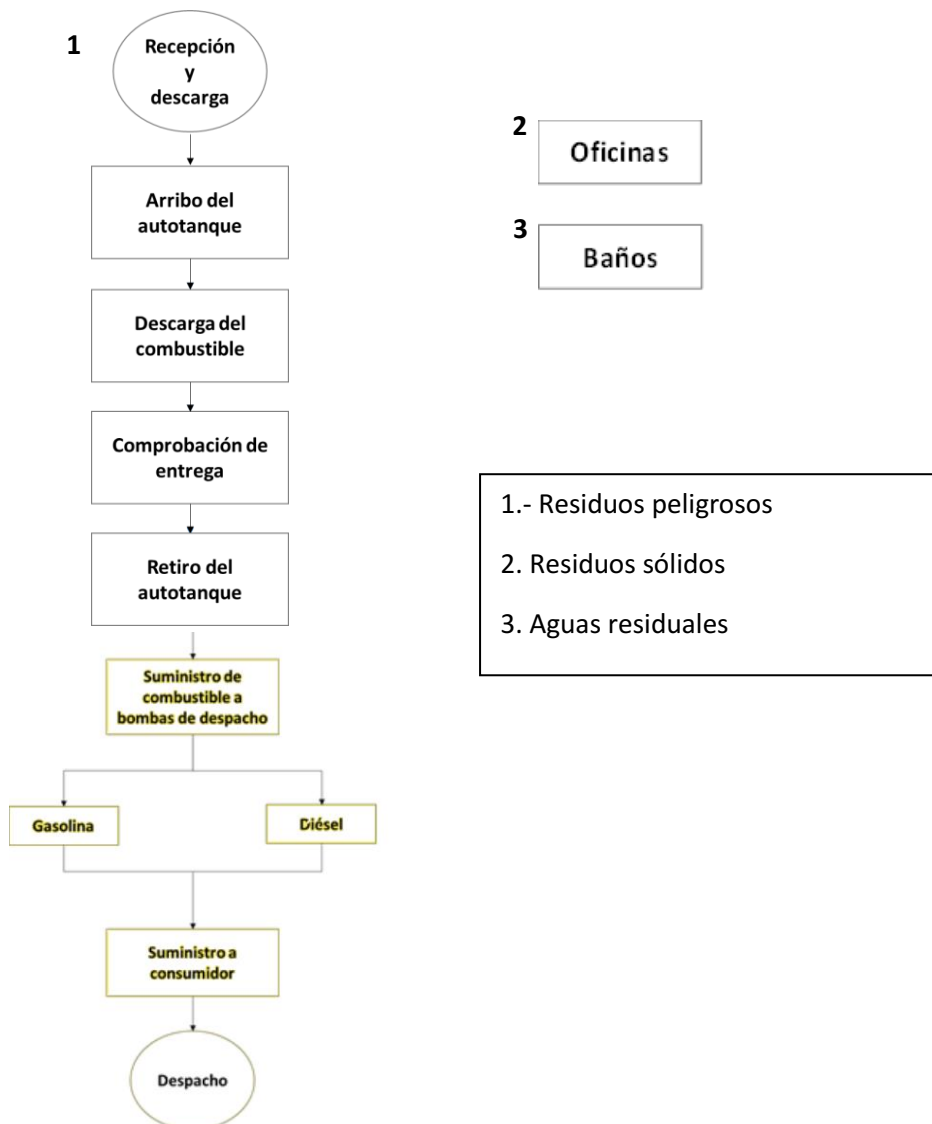 1
Recepción
y
descarga
Arribo del
autotanque
Descarga del
combustible
Comprobación de
entrega
Retiro del
autotanque
Suministro de
combustible a
bombas de despacho
Gasolina
Diésel
Suministro a
consumidor
Despacho
2
Oficinas
3
Baños
1.- Residuos peligrosos
2. Residuos sólidos
3. Aguas residuales